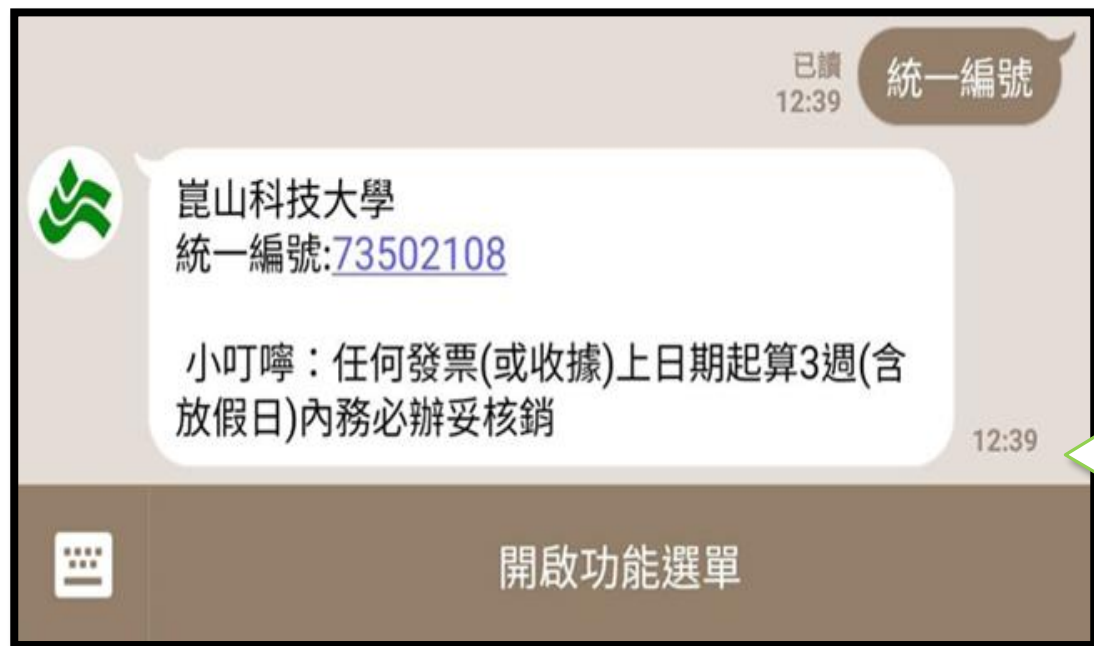 已讀
12:39
統一編號
崑山科技大學
統一編號:73502108
小叮嚀：任何發票(或收據)上日期起算3週(含
放假日)內務必辦妥核銷
12:39
開啟功能選單